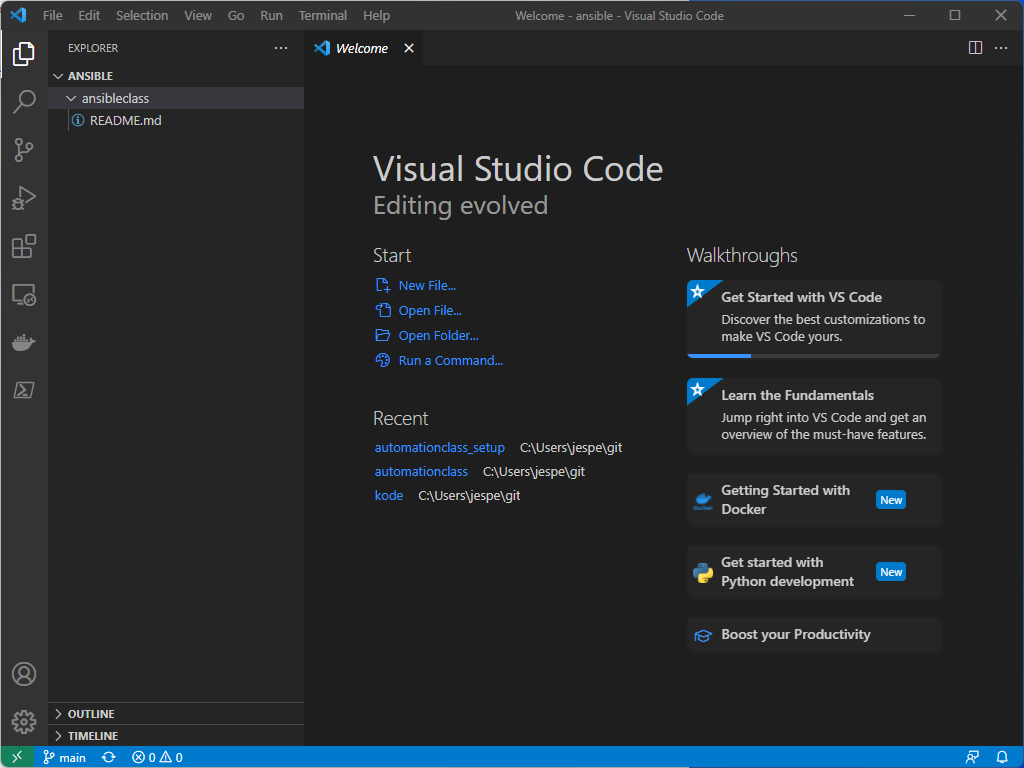 File Edit Selection View Go Run Terminal Help Welcome - ansible - Visual Studio Code
EXPLORER
ANSIBLE
ansibleclass
README.md
OUTLINE
TIMELINE
Welcome
Visual Studio Code
Editing evolved
Start
New File...
Open File...
Open Folder...
Run a Command...
Recent
automationclass_setup C:\Users\jespe\git
automationclass C:\Users\jespe\git
kode C:\Users\jespe\git
Walkthroughs
Get Started with VS Code
Discover the best customizations to
make VS Code yours.
Learn the Fundamentals
Jump right into VS Code and get an
overview of the must-have features.
docker
Getting Started with
Docker
New
Get started with
Python development
New
Boost your Productivity
main 0 0